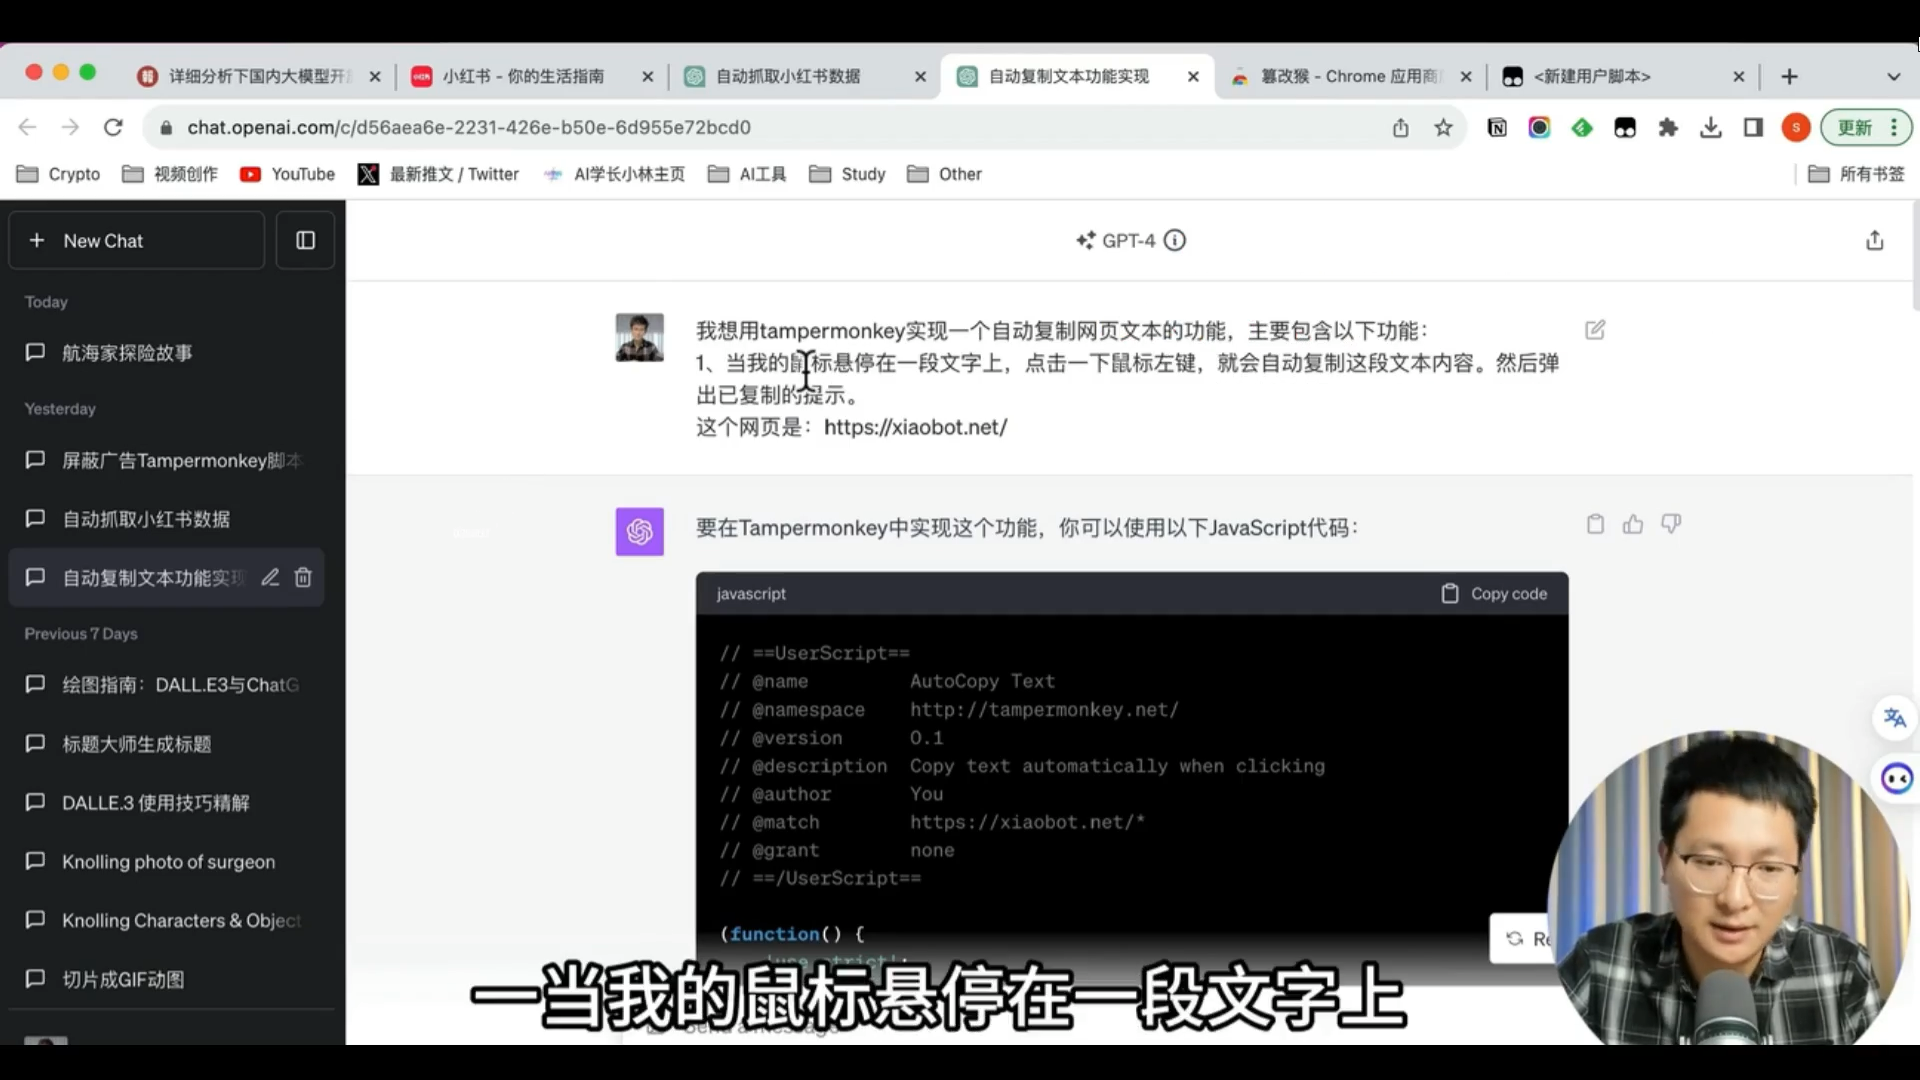 详细分析下国内大模型开
小红书 - 你的生活指南
自动抓取小红书数据
自动复制文本功能实现
篡改猴 - Chrome 应用商
<新建用户脚本>
chat.openai.com/c/d56aea6e-2231-426e-b50e-6d955e72bcd0
S
更新
Crypto
视频创作
YouTube
最新推文 / Twitter
AI学长小林主页
AI工具
Study
Other
所有书签
New Chat
Today
航海家探险故事
Yesterday
屏蔽广告Tampermonkey脚本
自动抓取小红书数据
自动复制文本功能实现
Previous 7 Days
绘图指南：DALL.E3与ChatG
标题大师生成标题
DALLE.3 使用技巧精解
Knolling photo of surgeon
Knolling Characters & Object
切片成GIF动图
GPT-4
我想用tampermonkey实现一个自动复制网页文本的功能，主要包含以下功能：
1、当我的鼠标悬停在一段文字上，点击一下鼠标左键，就会自动复制这段文本内容。然后弹
出已复制的提示。
这个网页是：https://xiaobot.net/
要在Tampermonkey中实现这个功能，你可以使用以下JavaScript代码：
javascript
Copy code
// ==UserScript==
// @name AutoCopy Text
// @namespace http://tampermonkey.net/
// @version 0.1
// @description Copy text automatically when clicking
// @author You
// @match https://xiaobot.net/*
// @grant none
// ==/UserScript==
(function() {
'use strict';
Re
Send a message
一当我的鼠标悬停在一段文字上